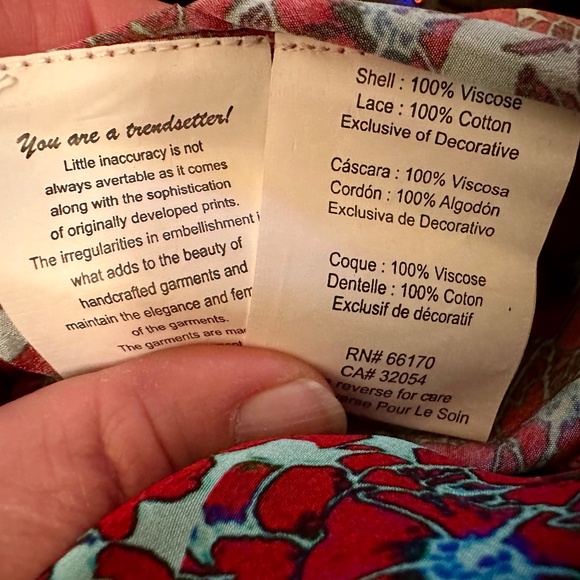 You are a trendsetter!
Little inaccuracy is not
always avertable as it comes
along with the sophistication
of originally developed prints.
The irregularities in embellishment
what adds to the beauty of
handcrafted garments and
maintain the elegance and
of the garments.
The garments are
Shell : 100% Viscose
Lace : 100% Cotton
Exclusive of Decorative
Cáscara : 100% Viscosa
Cordón : 100% Algodón
Exclusiva de Decorativo
Coque : 100% Viscose
Dentelle : 100% Coton
Exclusif de décoratif
RN# 66170
CA# 32054
reverse for care
Pour Le Soin